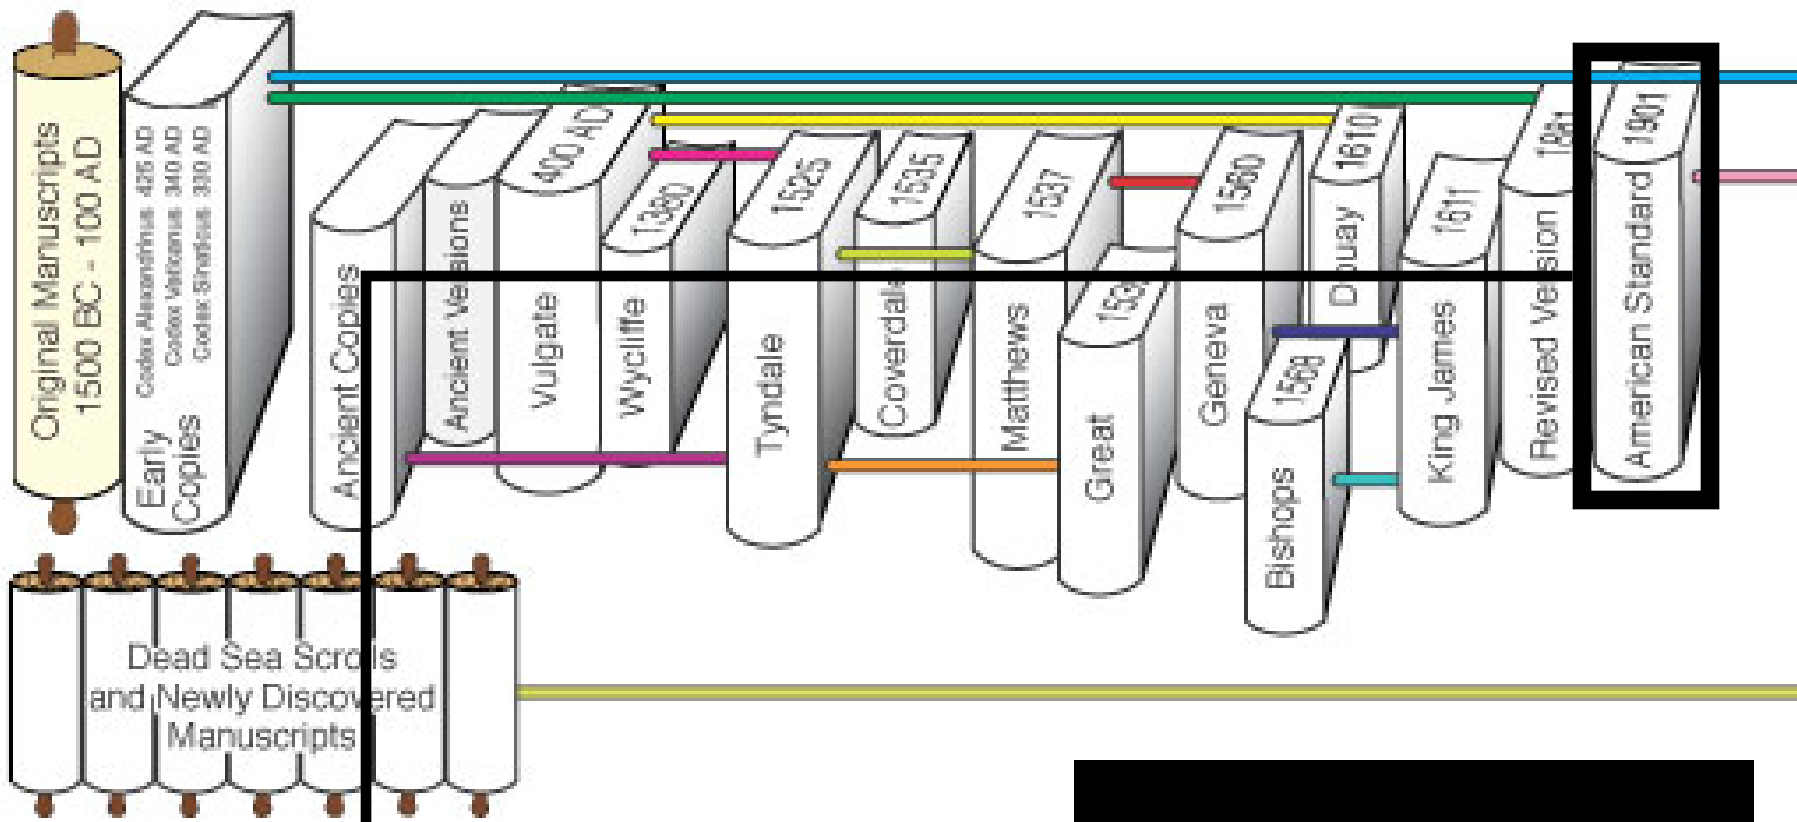 Original Manuscripts
1500 BC - 100 AD
Early
Copies
Codex Alexandrinus 425 AD
Codex Vaticanus 340 AD
Codex Sinaticus 330 AD
Ancient Copies
Ancient Versions
400 AD
Vulgate
1380
Wycliffe
1525
Tyndale
1535
Coverdale
1537
Matthews
Great
1560
Geneva
1568
Bishops
1610
Douay
1611
King James
1881
Revised Version
1901
American Standard
Dead Sea Scrolls
and Newly Discovered
Manuscripts